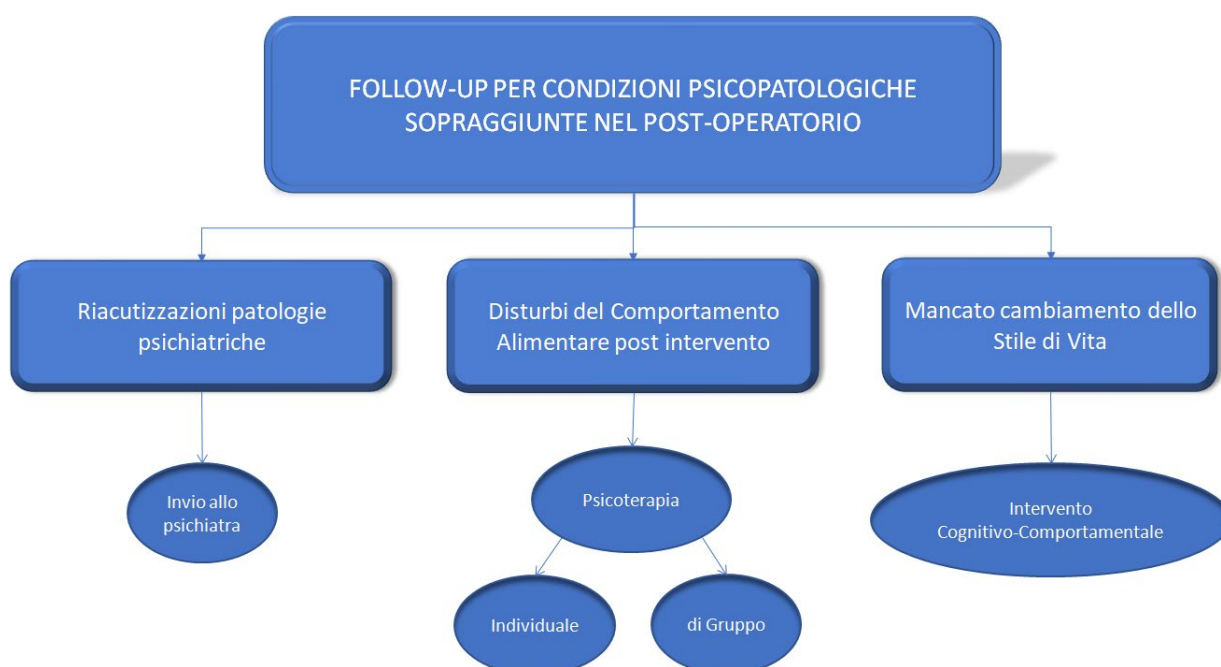 FOLLOW-UP PER CONDIZIONI PSICOPATOLOGICHE
SOPRAGGIUNTE NEL POST-OPERATORIO
Riacutizzazioni patologie
psichiatriche
Disturbi del Comportamento
Alimentare post intervento
Mancato cambiamento dello
Stile di Vita
Invio allo
psichiatra
Psicoterapia
Intervento
Cognitivo-Comportamentale
Individuale
di Gruppo